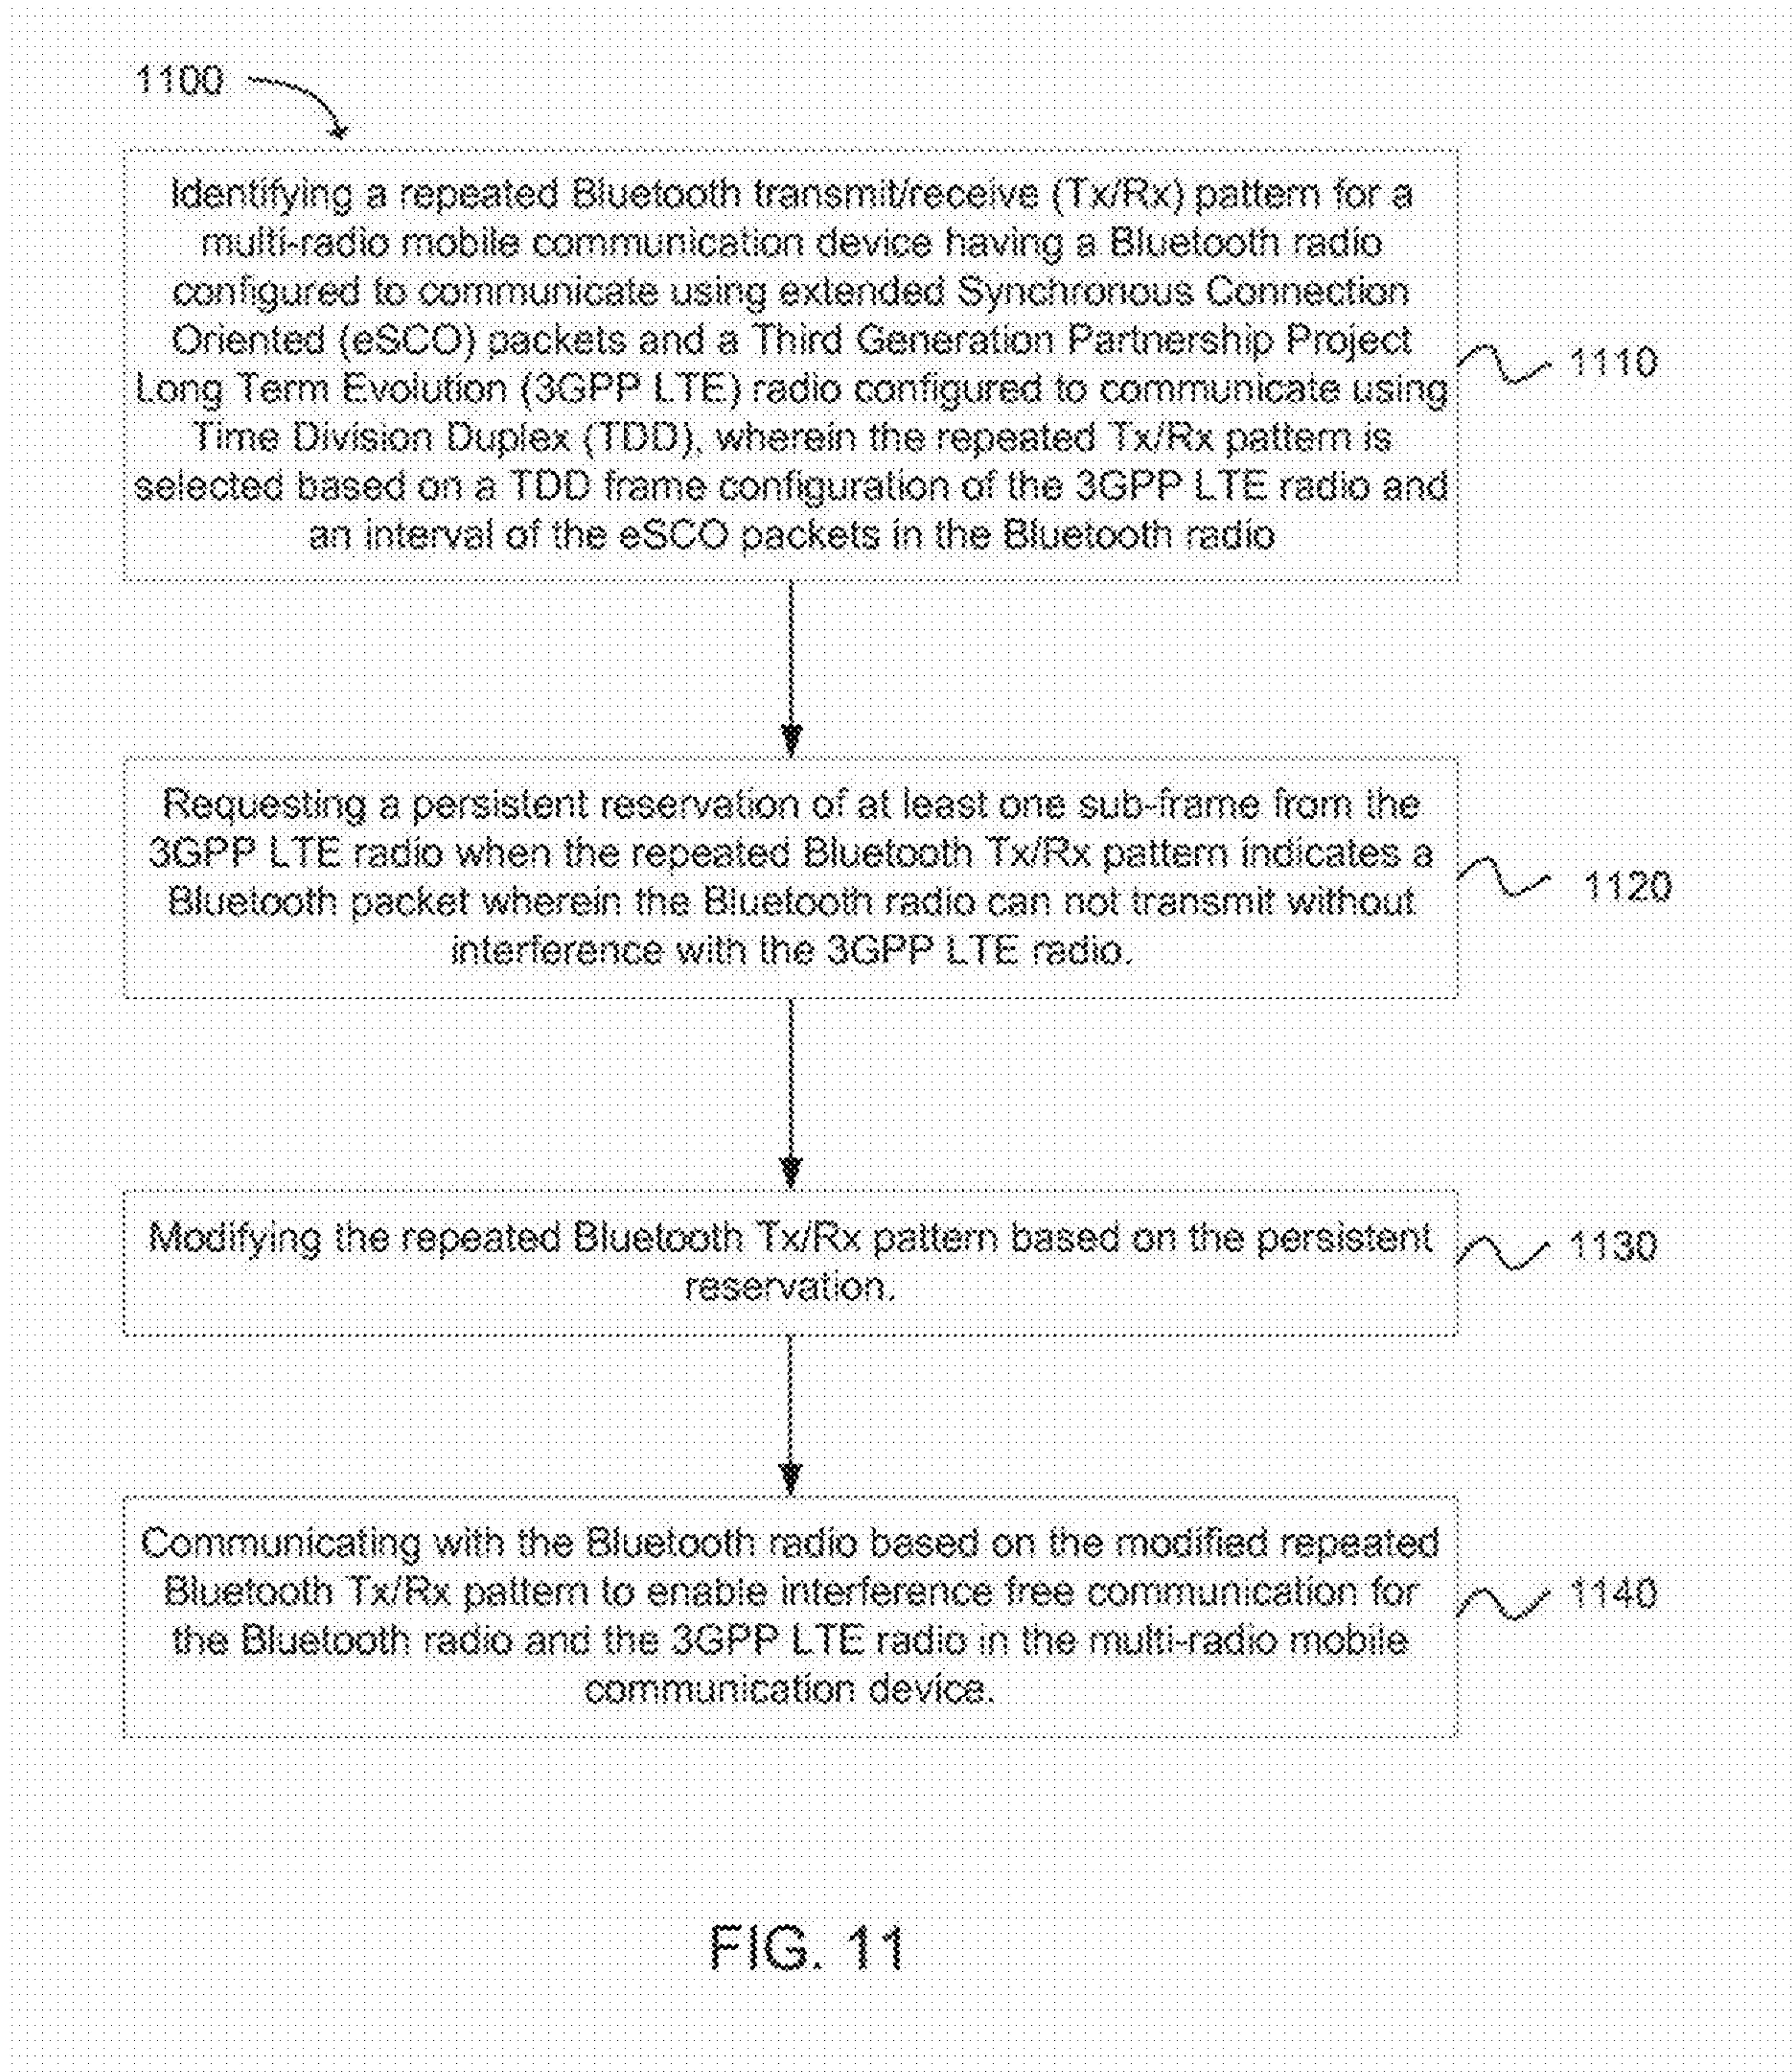 1100
Identifying a repeated Bluetooth transmit/receive (Tx/Rx) pattern for a
multi-radio mobile communication device having a Bluetooth radio
configured to communicate using extended Synchronous Connection
Oriented (eSCO) packets and a Third Generation Partnership Project
Long Term Evolution (3GPP LTE) radio configured to communicate using
Time Division Duplex (TDD), wherein the repeated Tx/Rx pattern is
selected based on a TDD frame configuration of the 3GPP LTE radio and
an interval of the eSCO packets in the Bluetooth radio
1110
Requesting a persistent reservation of at least one sub-frame from the
3GPP LTE radio when the repeated Bluetooth Tx/Rx pattern indicates a
Bluetooth packet wherein the Bluetooth radio can not transmit without
interference with the 3GPP LTE radio.
1120
Modifying the repeated Bluetooth Tx/Rx pattern based on the persistent
reservation.
1130
Communicating with the Bluetooth radio based on the modified repeated
Bluetooth Tx/Rx pattern to enable interference free communication for
the Bluetooth radio and the 3GPP LTE radio in the multi-radio mobile
communication device.
1140
FIG. 11